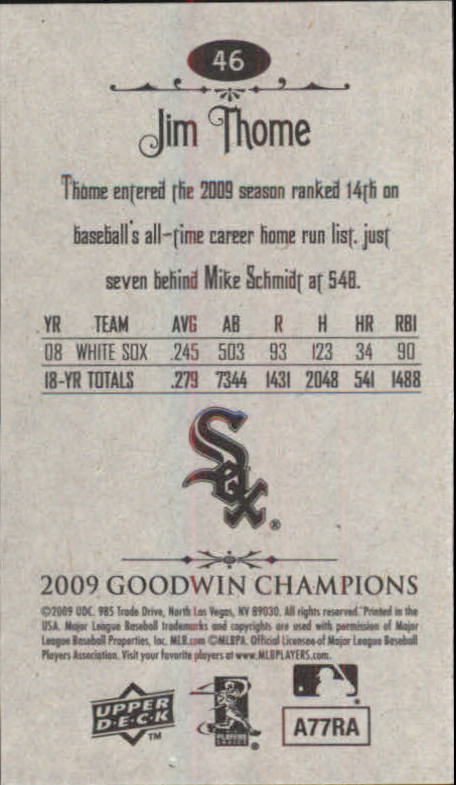 46
Jim Thome
Thome entered the 2009 season ranked 14th on
baseball's all-time career home run list, just
seven behind Mike Schmidt at 548.
YR TEAM AVG AB R H HR RBI
08 WHITE SOX .245 503 93 123 34 90
18-YR TOTALS .279 7344 1431 2048 541 1488
Sox ®
2009 GOODWIN CHAMPIONS
©2009 UDC. 985 Trade Drive, North Las Vegas, NV 89030. All rights reserved. Printed in the
USA. Major League Baseball trademarks and copyrights are used with permission of Major
League Baseball Properties, Inc. MLB.com ©MLBPA. Official Licensee of Major League Baseball
Players Association. Visit your favorite players at www.MLBPLAYERS.com.
UPPER
D·E·C·K
TM
PLAYERS
CHOICE
®
A77RA